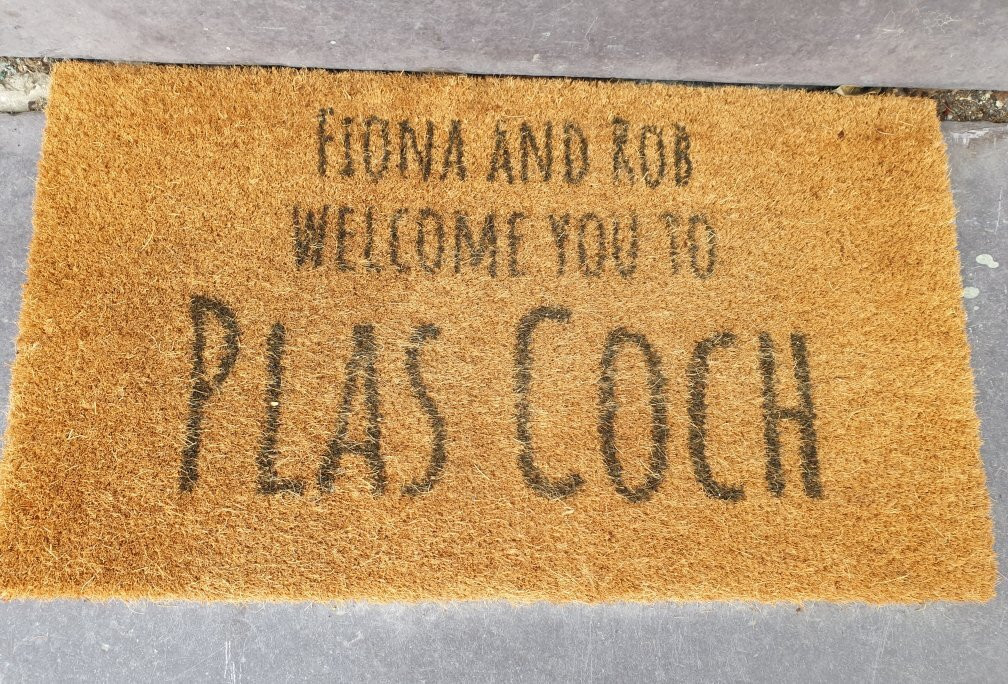 FIONA AND ROB
WELCOME YOU TO
PLAS COCH